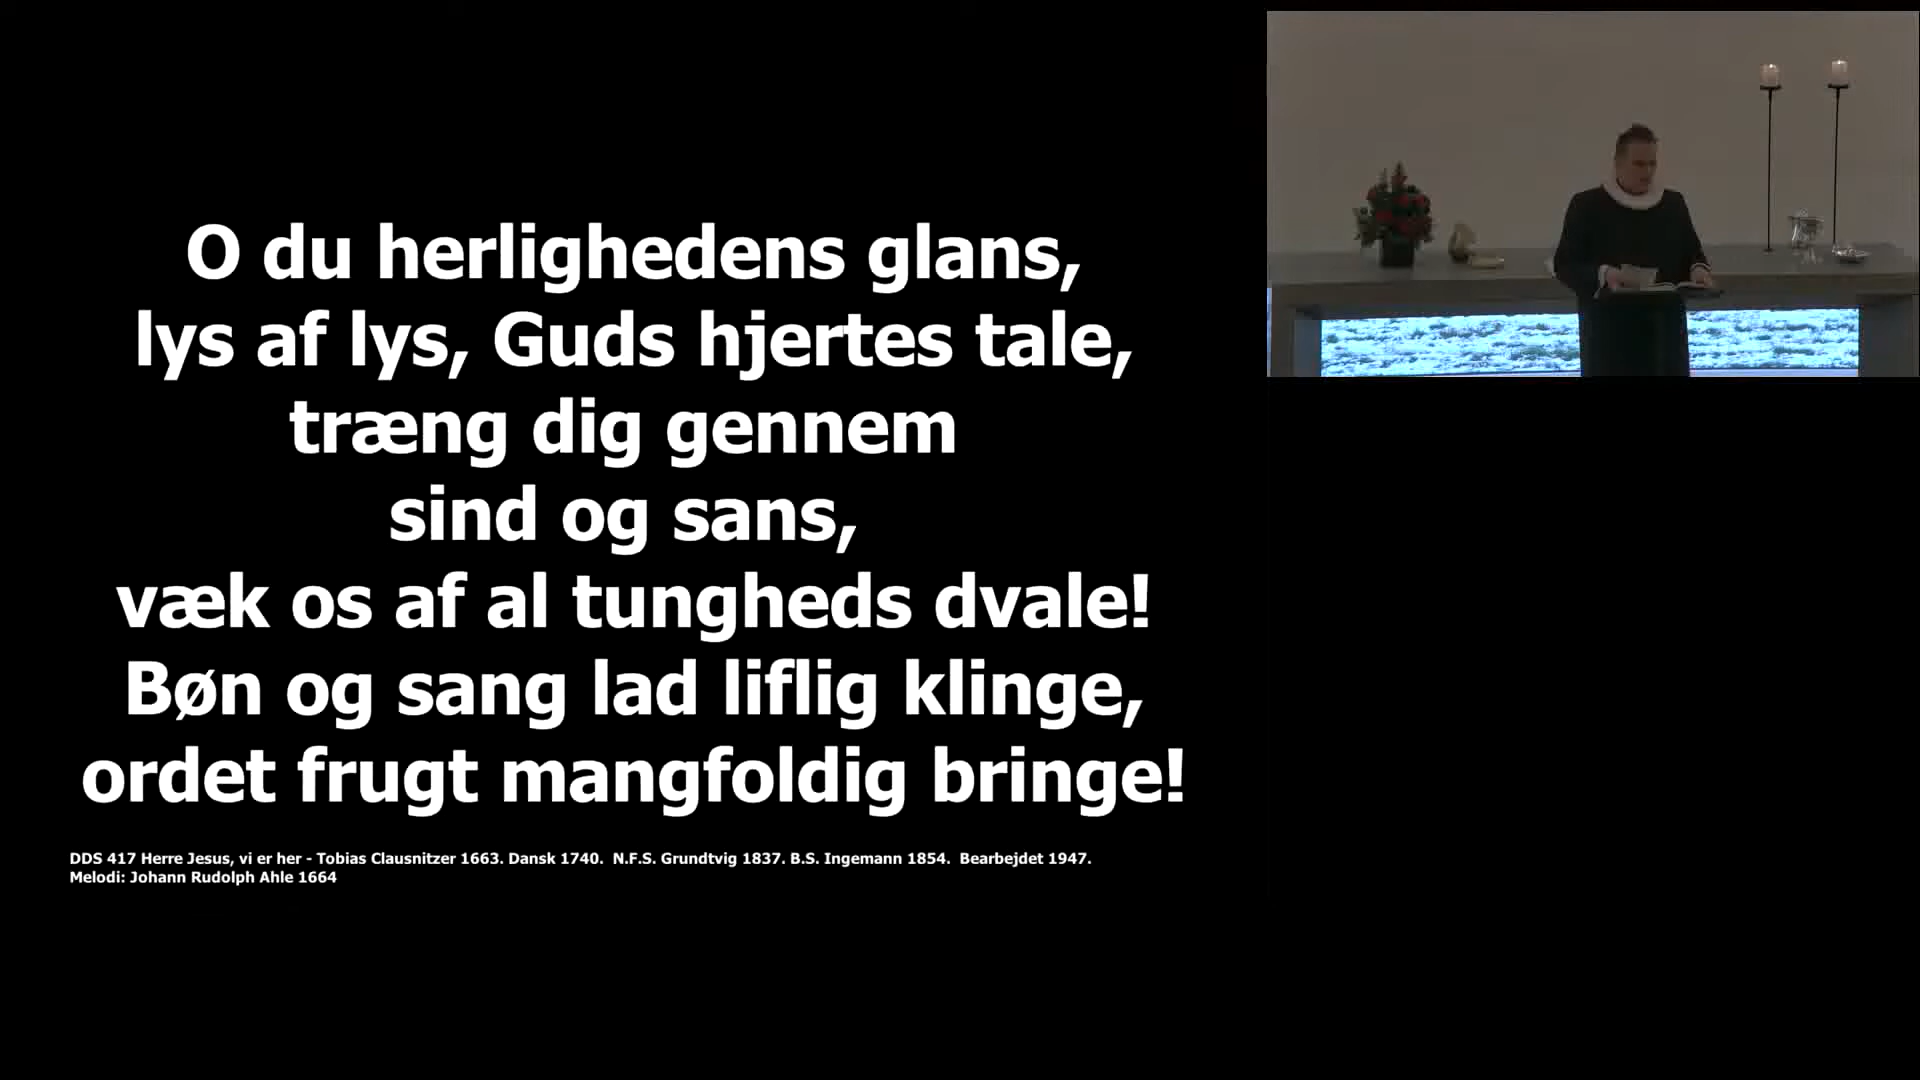 O du herlighedens glans,
lys af lys, Guds hjertes tale,
træng dig gennem
sind og sans,
væk os af al tungheds dvale!
Bøn og sang lad liflig klinge,
ordet frugt mangfoldig bringe!
DDS 417 Herre Jesus, vi er her - Tobias Clausnitzer 1663. Dansk 1740.  N.F.S. Grundtvig 1837. B.S. Ingemann 1854.  Bearbejdet 1947.
Melodi: Johann Rudolph Ahle 1664